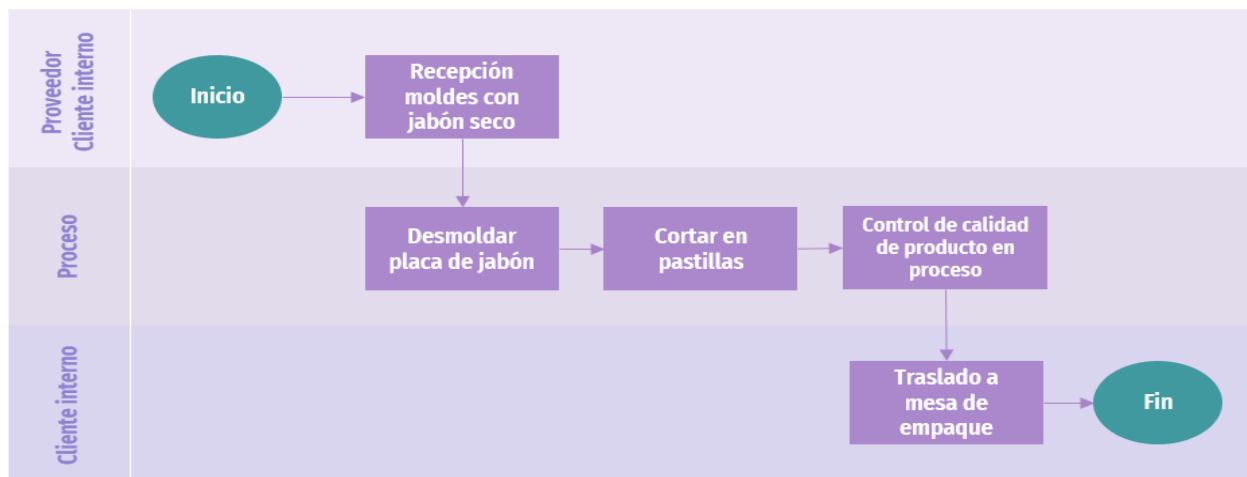 Proveedor
Cliente interno
Inicio
Recepción
moldes con
jabón seco
Proceso
Desmoldar
placa de jabón
Cortar en
pastillas
Control de calidad
de producto en
proceso
Cliente interno
Traslado a
mesa de
empaque
Fin